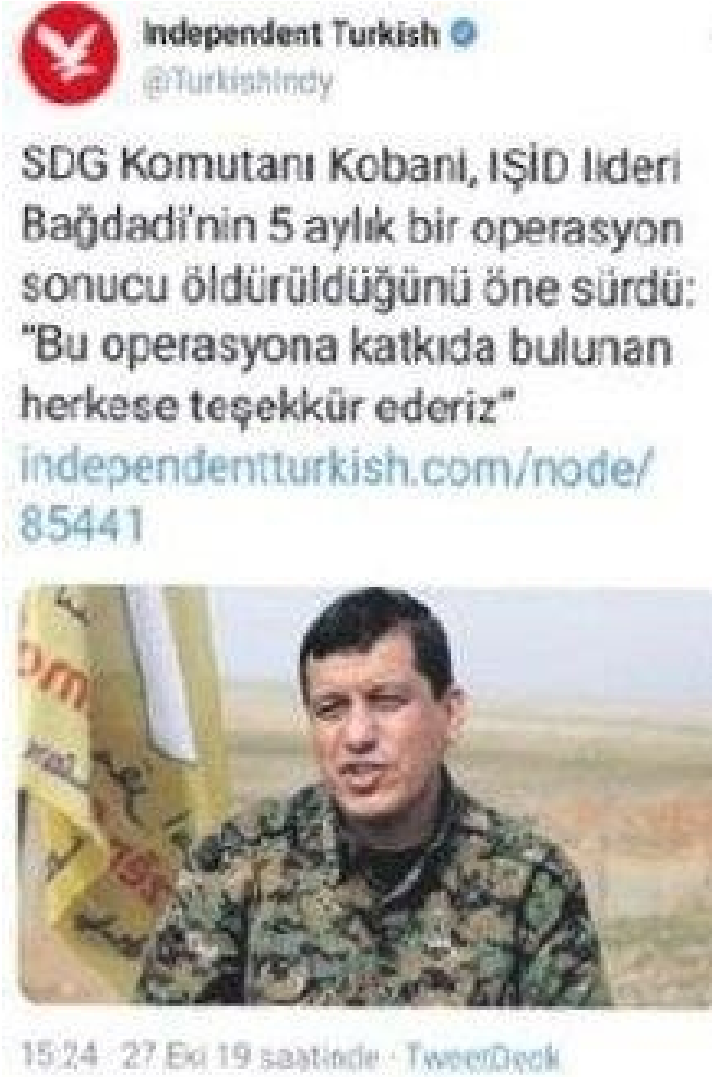 Independent Turkish
@TurkishIndy
SDG Komutanı Kobani, IŞİD lideri
Bağdadi'nin 5 aylık bir operasyon
sonucu öldürüldüğünü öne sürdü:
"Bu operasyona katkıda bulunan
herkese teşekkür ederiz"
independentturkish.com/node/
85441
15:24 27 Eki 19 saatinde · TweetDeck